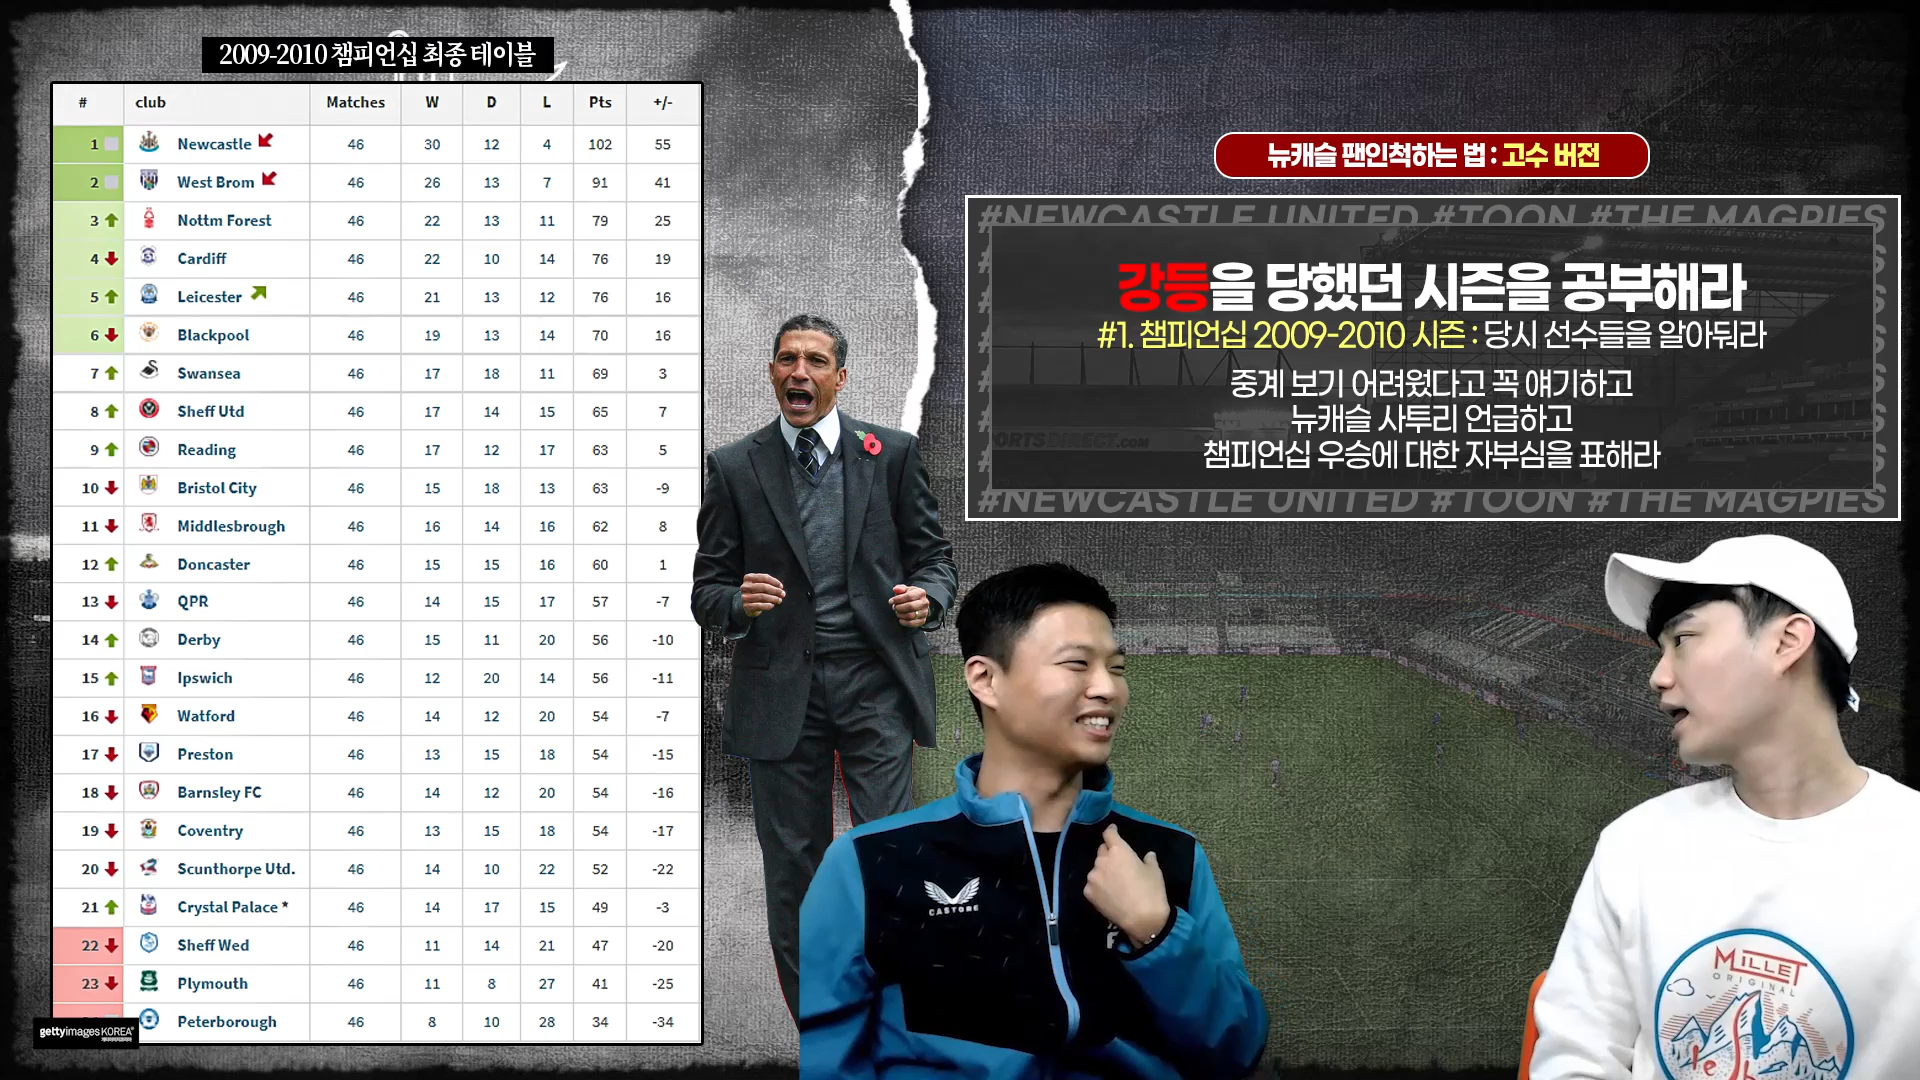 2009-2010 챔피언십 최종 테이블
# club Matches W D L Pts +/-
1 Newcastle 46 30 12 4 102 55
2 West Brom 46 26 13 7 91 41
3 Nottm Forest 46 22 13 11 79 25
4 Cardiff 46 22 10 14 76 19
5 Leicester 46 21 13 12 76 16
6 Blackpool 46 19 13 14 70 16
7 Swansea 46 17 18 11 69 3
8 Sheff Utd 46 17 14 15 65 7
9 Reading 46 17 12 17 63 5
10 Bristol City 46 15 18 13 63 -9
11 Middlesbrough 46 16 14 16 62 8
12 Doncaster 46 15 15 16 60 1
13 QPR 46 14 15 17 57 -7
14 Derby 46 15 11 20 56 -10
15 Ipswich 46 12 20 14 56 -11
16 Watford 46 14 12 20 54 -7
17 Preston 46 13 15 18 54 -15
18 Barnsley FC 46 14 12 20 54 -16
19 Coventry 46 13 15 18 54 -17
20 Scunthorpe Utd. 46 14 10 22 52 -22
21 Crystal Palace * 46 14 17 15 49 -3
22 Sheff Wed 46 11 14 21 47 -20
23 Plymouth 46 11 8 27 41 -25
Peterborough 46 8 10 28 34 -34
gettyimages KOREA
뉴캐슬 팬인척하는 법 : 고수 버전
#NEWCASTLE UNITED #TOON #THE MAGPIES
강등을 당했던 시즌을 공부해라
#1. 챔피언십 2009-2010 시즌 : 당시 선수들을 알아둬라
중계 보기 어려웠다고 꼭 얘기하고
뉴캐슬 사투리 언급하고
챔피언십 우승에 대한 자부심을 표해라
PORTSDIRECT.COM
#NEWCASTLE UNITED #TOON #THE MAGPIES
CASTORE
MILLET
ORIGINAL